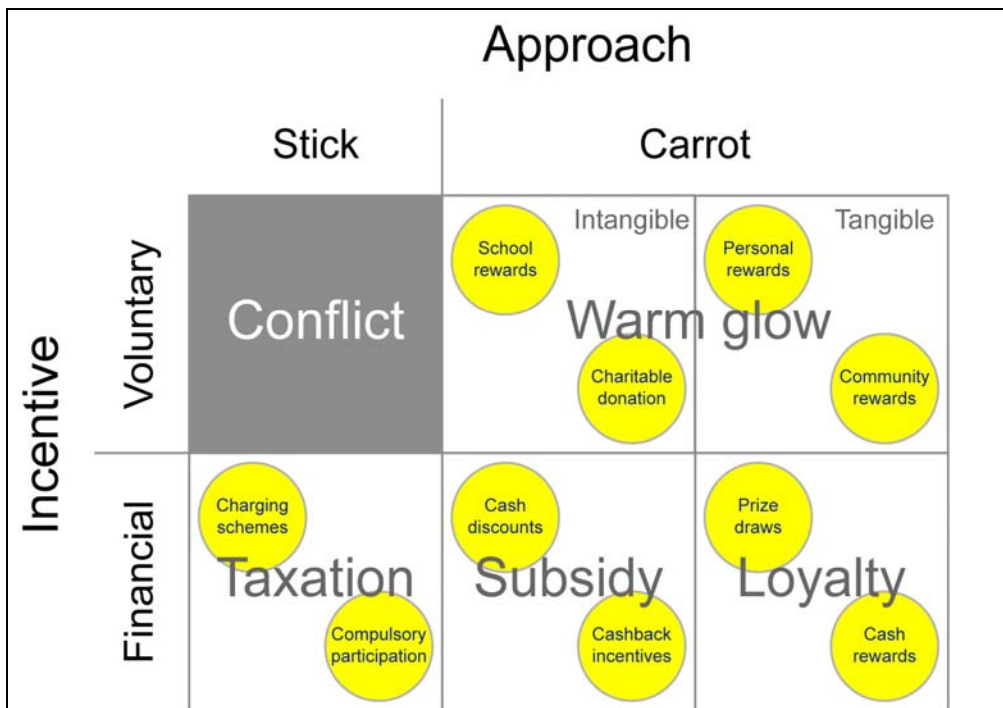 Approach
Stick
Carrot
Incentive
Voluntary
Conflict
Intangible
Tangible
School
rewards
Personal
rewards
Warm glow
Charitable
donation
Community
rewards
Financial
Charging
schemes
Cash
discounts
Prize
draws
Taxation
Subsidy
Loyalty
Compulsory
participation
Cashback
incentives
Cash
rewards